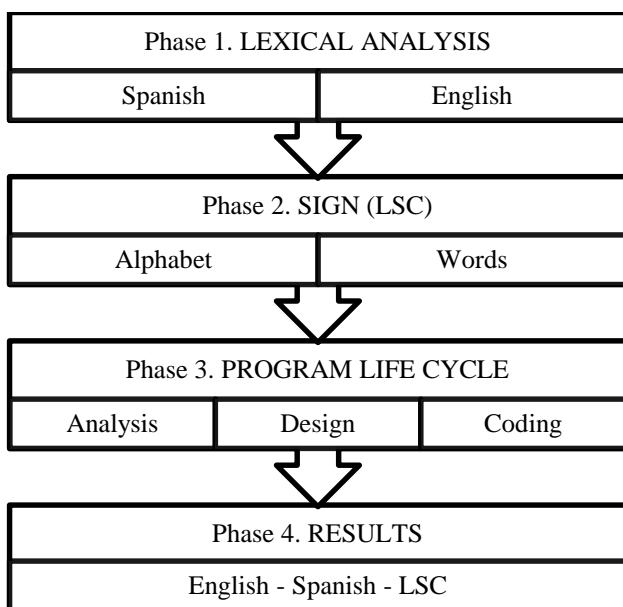 Phase 1. LEXICAL ANALYSIS
Spanish English
Phase 2. SIGN (LSC)
Alphabet Words
Phase 3. PROGRAM LIFE CYCLE
Analysis Design Coding
Phase 4. RESULTS
English - Spanish - LSC